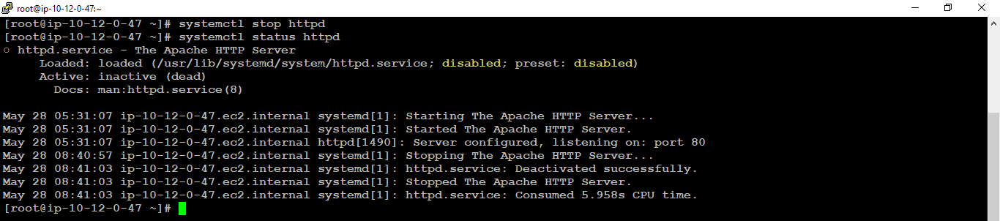 root@ip-10-12-0-47:~
[root@ip-10-12-0-47 ~]# systemctl stop httpd
[root@ip-10-12-0-47 ~]# systemctl status httpd
○ httpd.service - The Apache HTTP Server
     Loaded: loaded (/usr/lib/systemd/system/httpd.service; disabled; preset: disabled)
     Active: inactive (dead)
       Docs: man:httpd.service(8)

May 28 05:31:07 ip-10-12-0-47.ec2.internal systemd[1]: Starting The Apache HTTP Server...
May 28 05:31:07 ip-10-12-0-47.ec2.internal systemd[1]: Started The Apache HTTP Server.
May 28 05:31:07 ip-10-12-0-47.ec2.internal httpd[1490]: Server configured, listening on: port 80
May 28 08:40:57 ip-10-12-0-47.ec2.internal systemd[1]: Stopping The Apache HTTP Server...
May 28 08:41:03 ip-10-12-0-47.ec2.internal systemd[1]: httpd.service: Deactivated successfully.
May 28 08:41:03 ip-10-12-0-47.ec2.internal systemd[1]: Stopped The Apache HTTP Server.
May 28 08:41:03 ip-10-12-0-47.ec2.internal systemd[1]: httpd.service: Consumed 5.958s CPU time.
[root@ip-10-12-0-47 ~]#